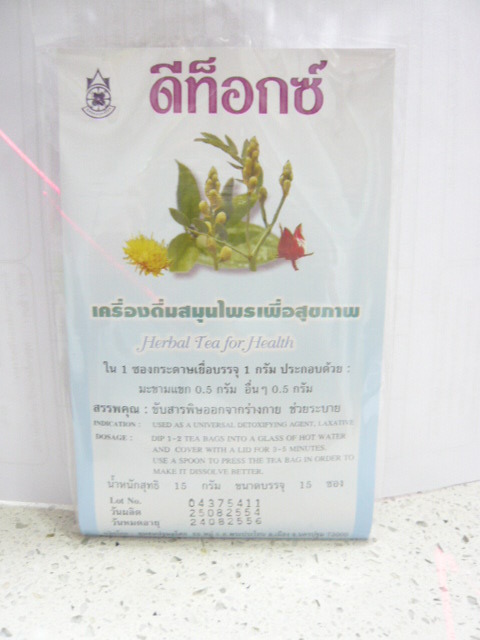 ดีท็อกซ์
เครื่องดื่มสมุนไพรเพื่อสุขภาพ
Herbal Tea for Health
ใน 1 ซองกระดาษเยื่อบรรจุ 1 กรัม ประกอบด้วย :
มะขามแขก 0.5 กรัม อื่นๆ 0.5 กรัม
สรรพคุณ : ขับสารพิษออกจากร่างกาย ช่วยระบาย
INDICATION : USED AS A UNIVERSAL DETOXIFYING AGENT, LAXATIVE
DOSAGE : DIP 1-2 TEA BAGS INTO A GLASS OF HOT WATER
AND COVER WITH A LID FOR 3-5 MINUTES.
USE A SPOON TO PRESS THE TEA BAG IN ORDER TO
MAKE IT DISSOLVE BETTER.
น้ำหนักสุทธิ 15 กรัม ขนาดบรรจุ 15 ซอง
Lot No. 04375411
วันผลิต 25082554
วันหมดอายุ 24082556